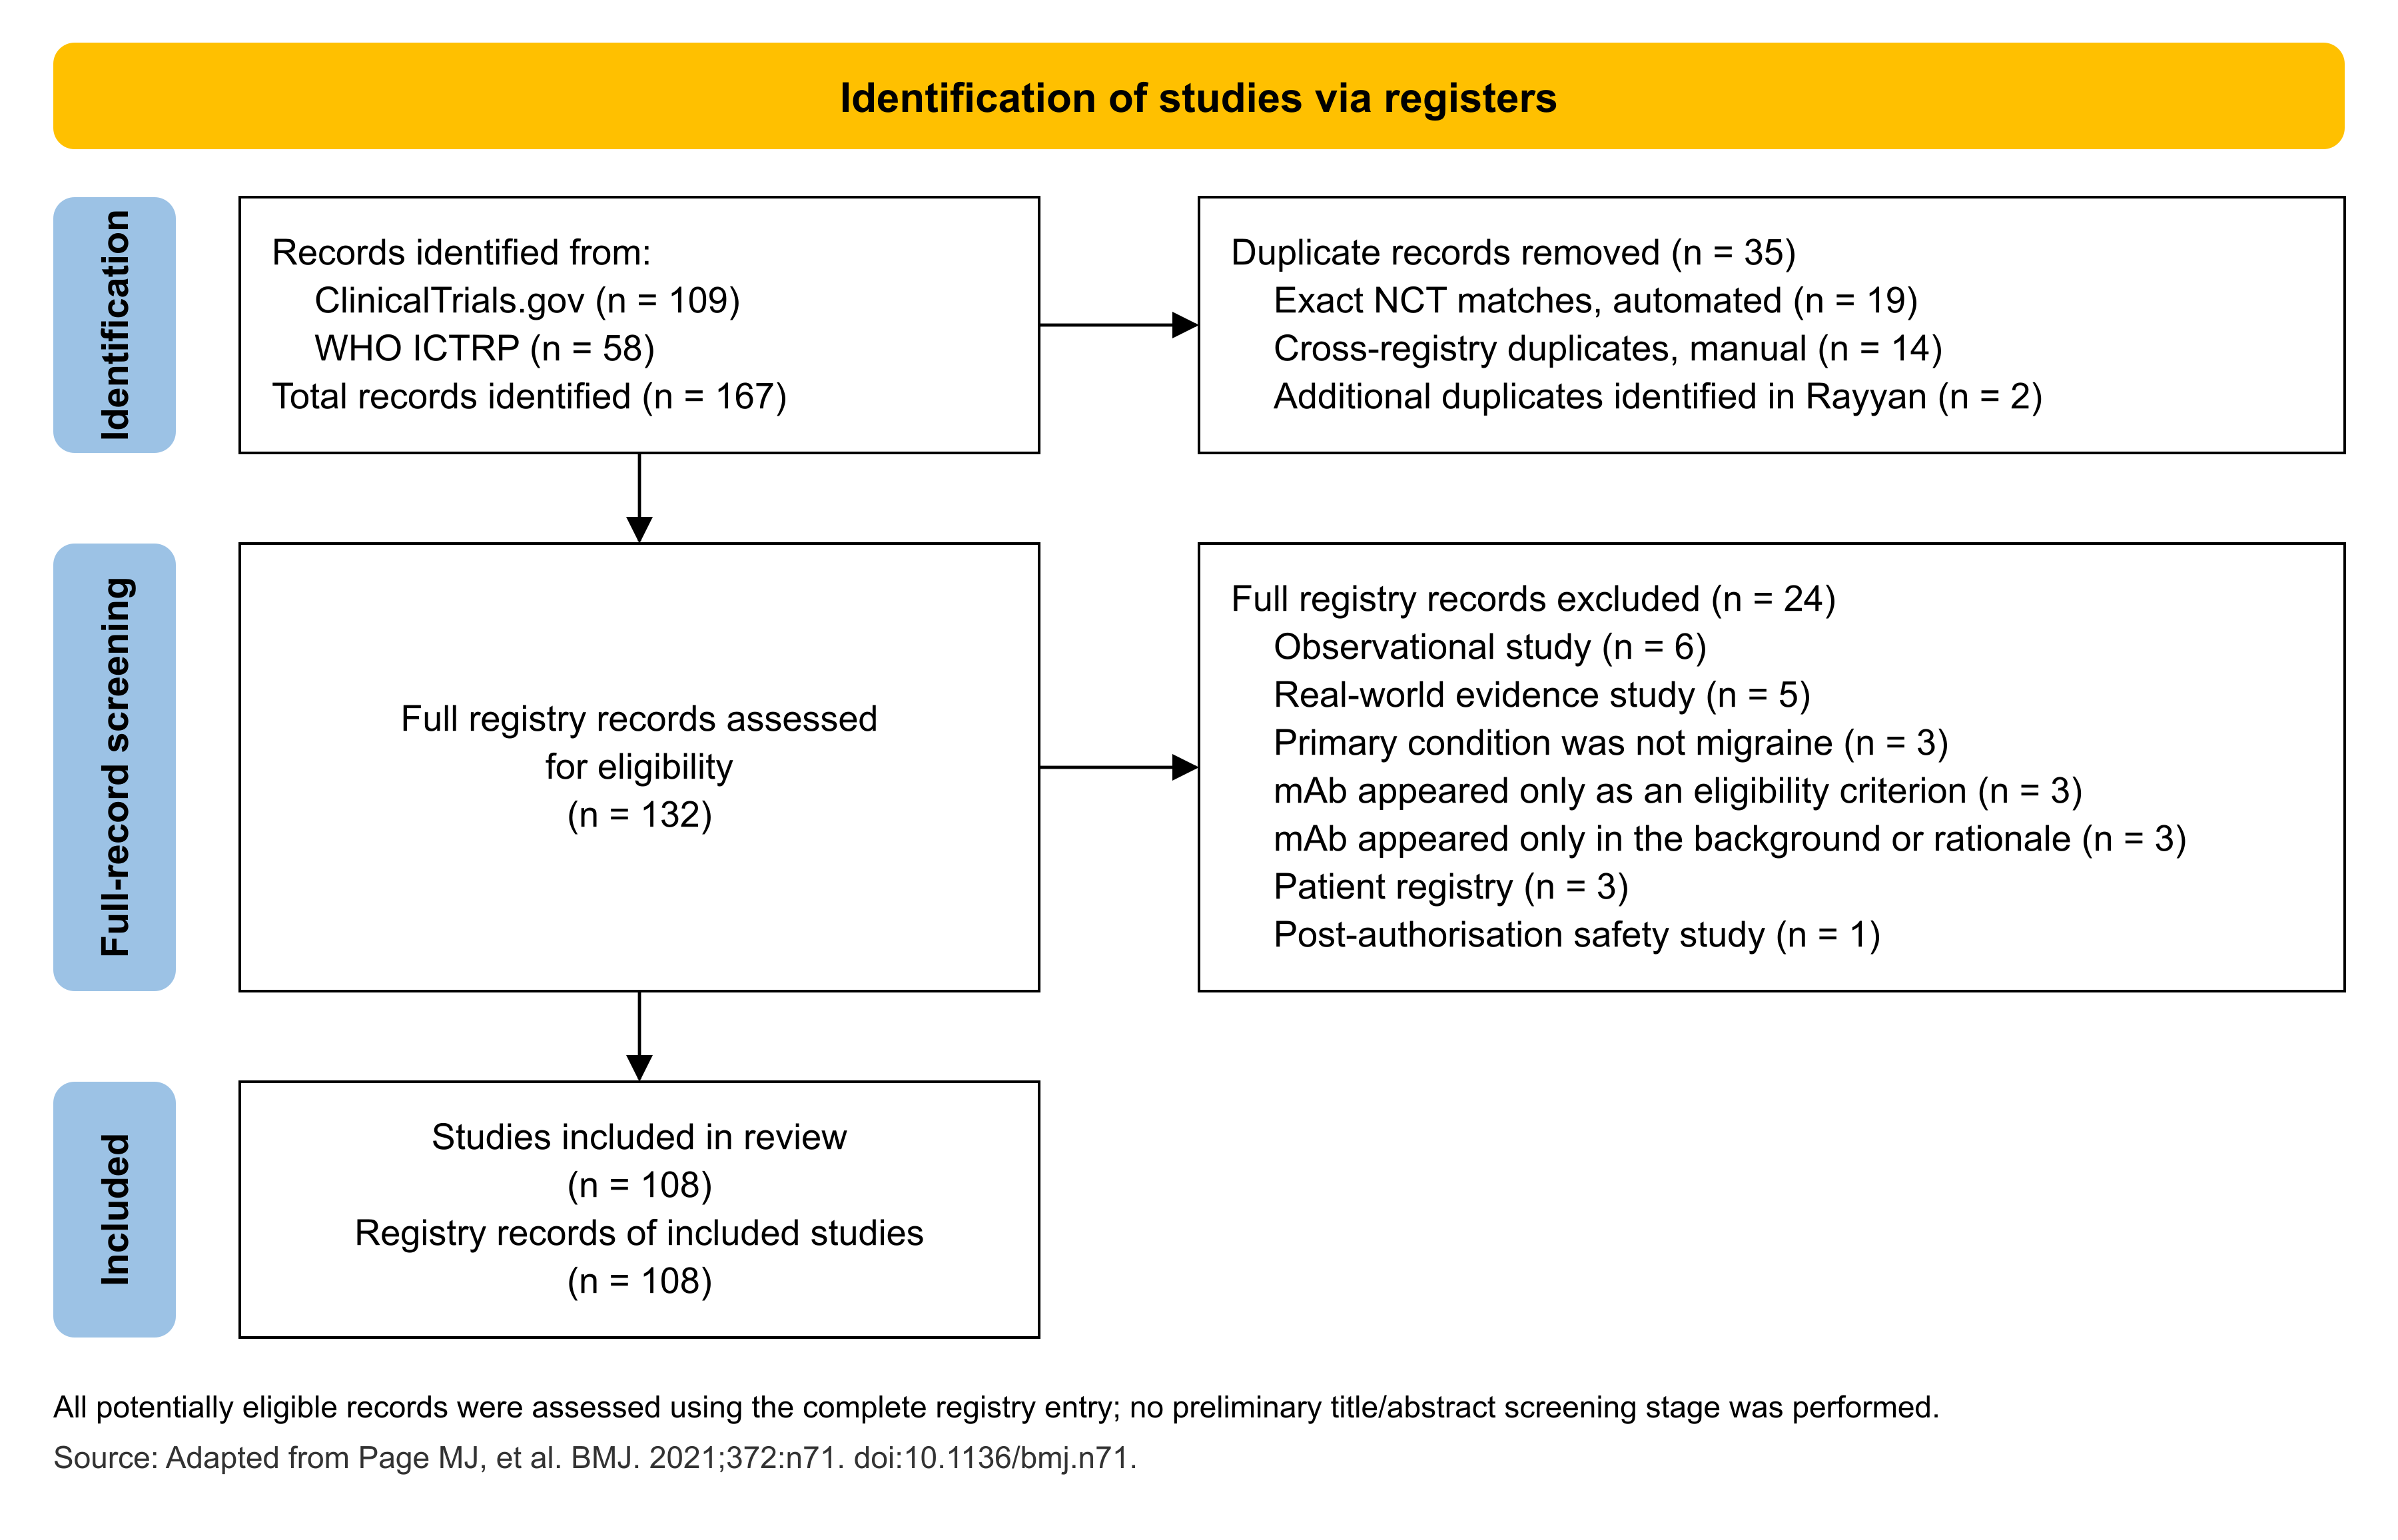 Identification of studies via registers
Identification
Records identified from:
ClinicalTrials.gov (n = 109)
WHO ICTRP (n = 58)
Total records identified (n = 167)
Duplicate records removed (n = 35)
Exact NCT matches, automated (n = 19)
Cross-registry duplicates, manual (n = 14)
Additional duplicates identified in Rayyan (n = 2)
Full-record screening
Full registry records assessed
for eligibility
(n = 132)
Full registry records excluded (n = 24)
Observational study (n = 6)
Real-world evidence study (n = 5)
Primary condition was not migraine (n = 3)
mAb appeared only as an eligibility criterion (n = 3)
mAb appeared only in the background or rationale (n = 3)
Patient registry (n = 3)
Post-authorisation safety study (n = 1)
Included
Studies included in review
(n = 108)
Registry records of included studies
(n = 108)
All potentially eligible records were assessed using the complete registry entry; no preliminary title/abstract screening stage was performed.
Source: Adapted from Page MJ, et al. BMJ. 2021;372:n71. doi:10.1136/bmj.n71.